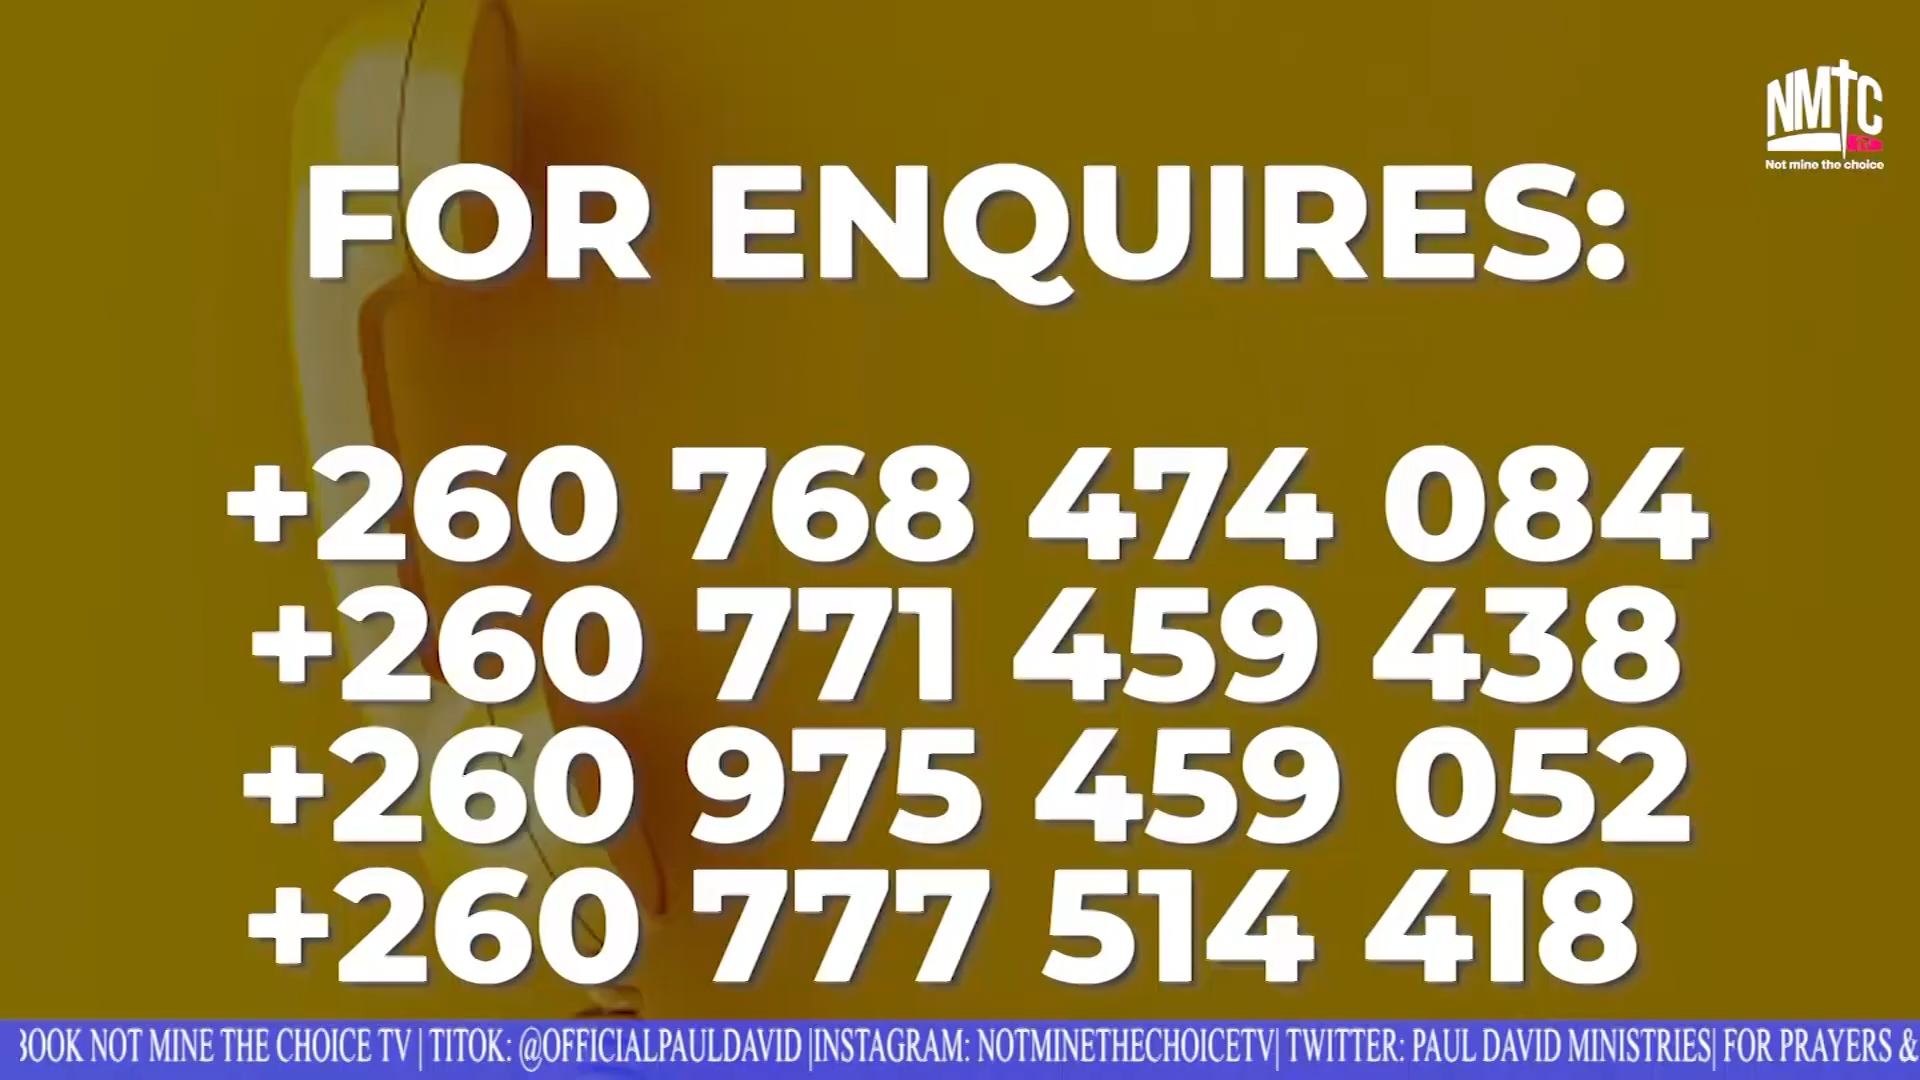 NMTC
Not mine the choice
FOR ENQUIRES:
+260 768 474 084
+260 771 459 438
+260 975 459 052
+260 777 514 418
NOT MINE THE CHOICE TV | TITOK: @OFFICIALPAULDAVID |INSTAGRAM: NOTMINETHECHOICETV| TWITTER: PAUL DAVID MINISTRIES| FOR PRAYERS &